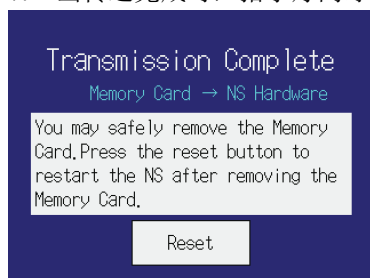 Transmission Complete
Memory Card → NS Hardware
You may safely remove the Memory
Card.Press the reset button to
restart the NS after removing the
Memory Card.
Reset